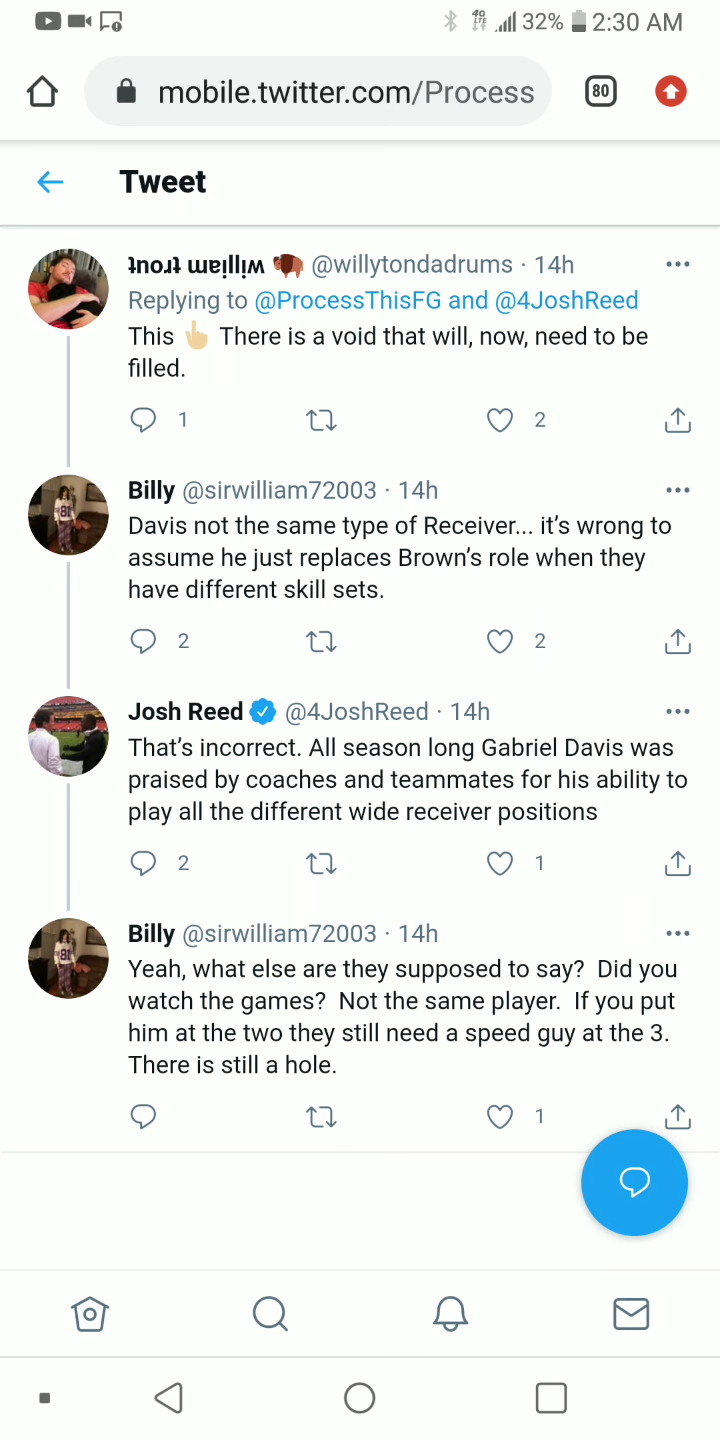 4G
LTE
32%
2:30 AM
mobile.twitter.com/Process
80
Tweet
ʇnoɹʇ ɯɐᴉllᴉʍ 🦬 @willytondadrums · 14h
Replying to @ProcessThisFG and @4JoshReed
This 👆🏼 There is a void that will, now, need to be
filled.
1
2
Billy @sirwilliam72003 · 14h
Davis not the same type of Receiver... it's wrong to
assume he just replaces Brown's role when they
have different skill sets.
2
2
Josh Reed @4JoshReed · 14h
That's incorrect. All season long Gabriel Davis was
praised by coaches and teammates for his ability to
play all the different wide receiver positions
2
1
Billy @sirwilliam72003 · 14h
Yeah, what else are they supposed to say?  Did you
watch the games?  Not the same player.  If you put
him at the two they still need a speed guy at the 3.
There is still a hole.
1